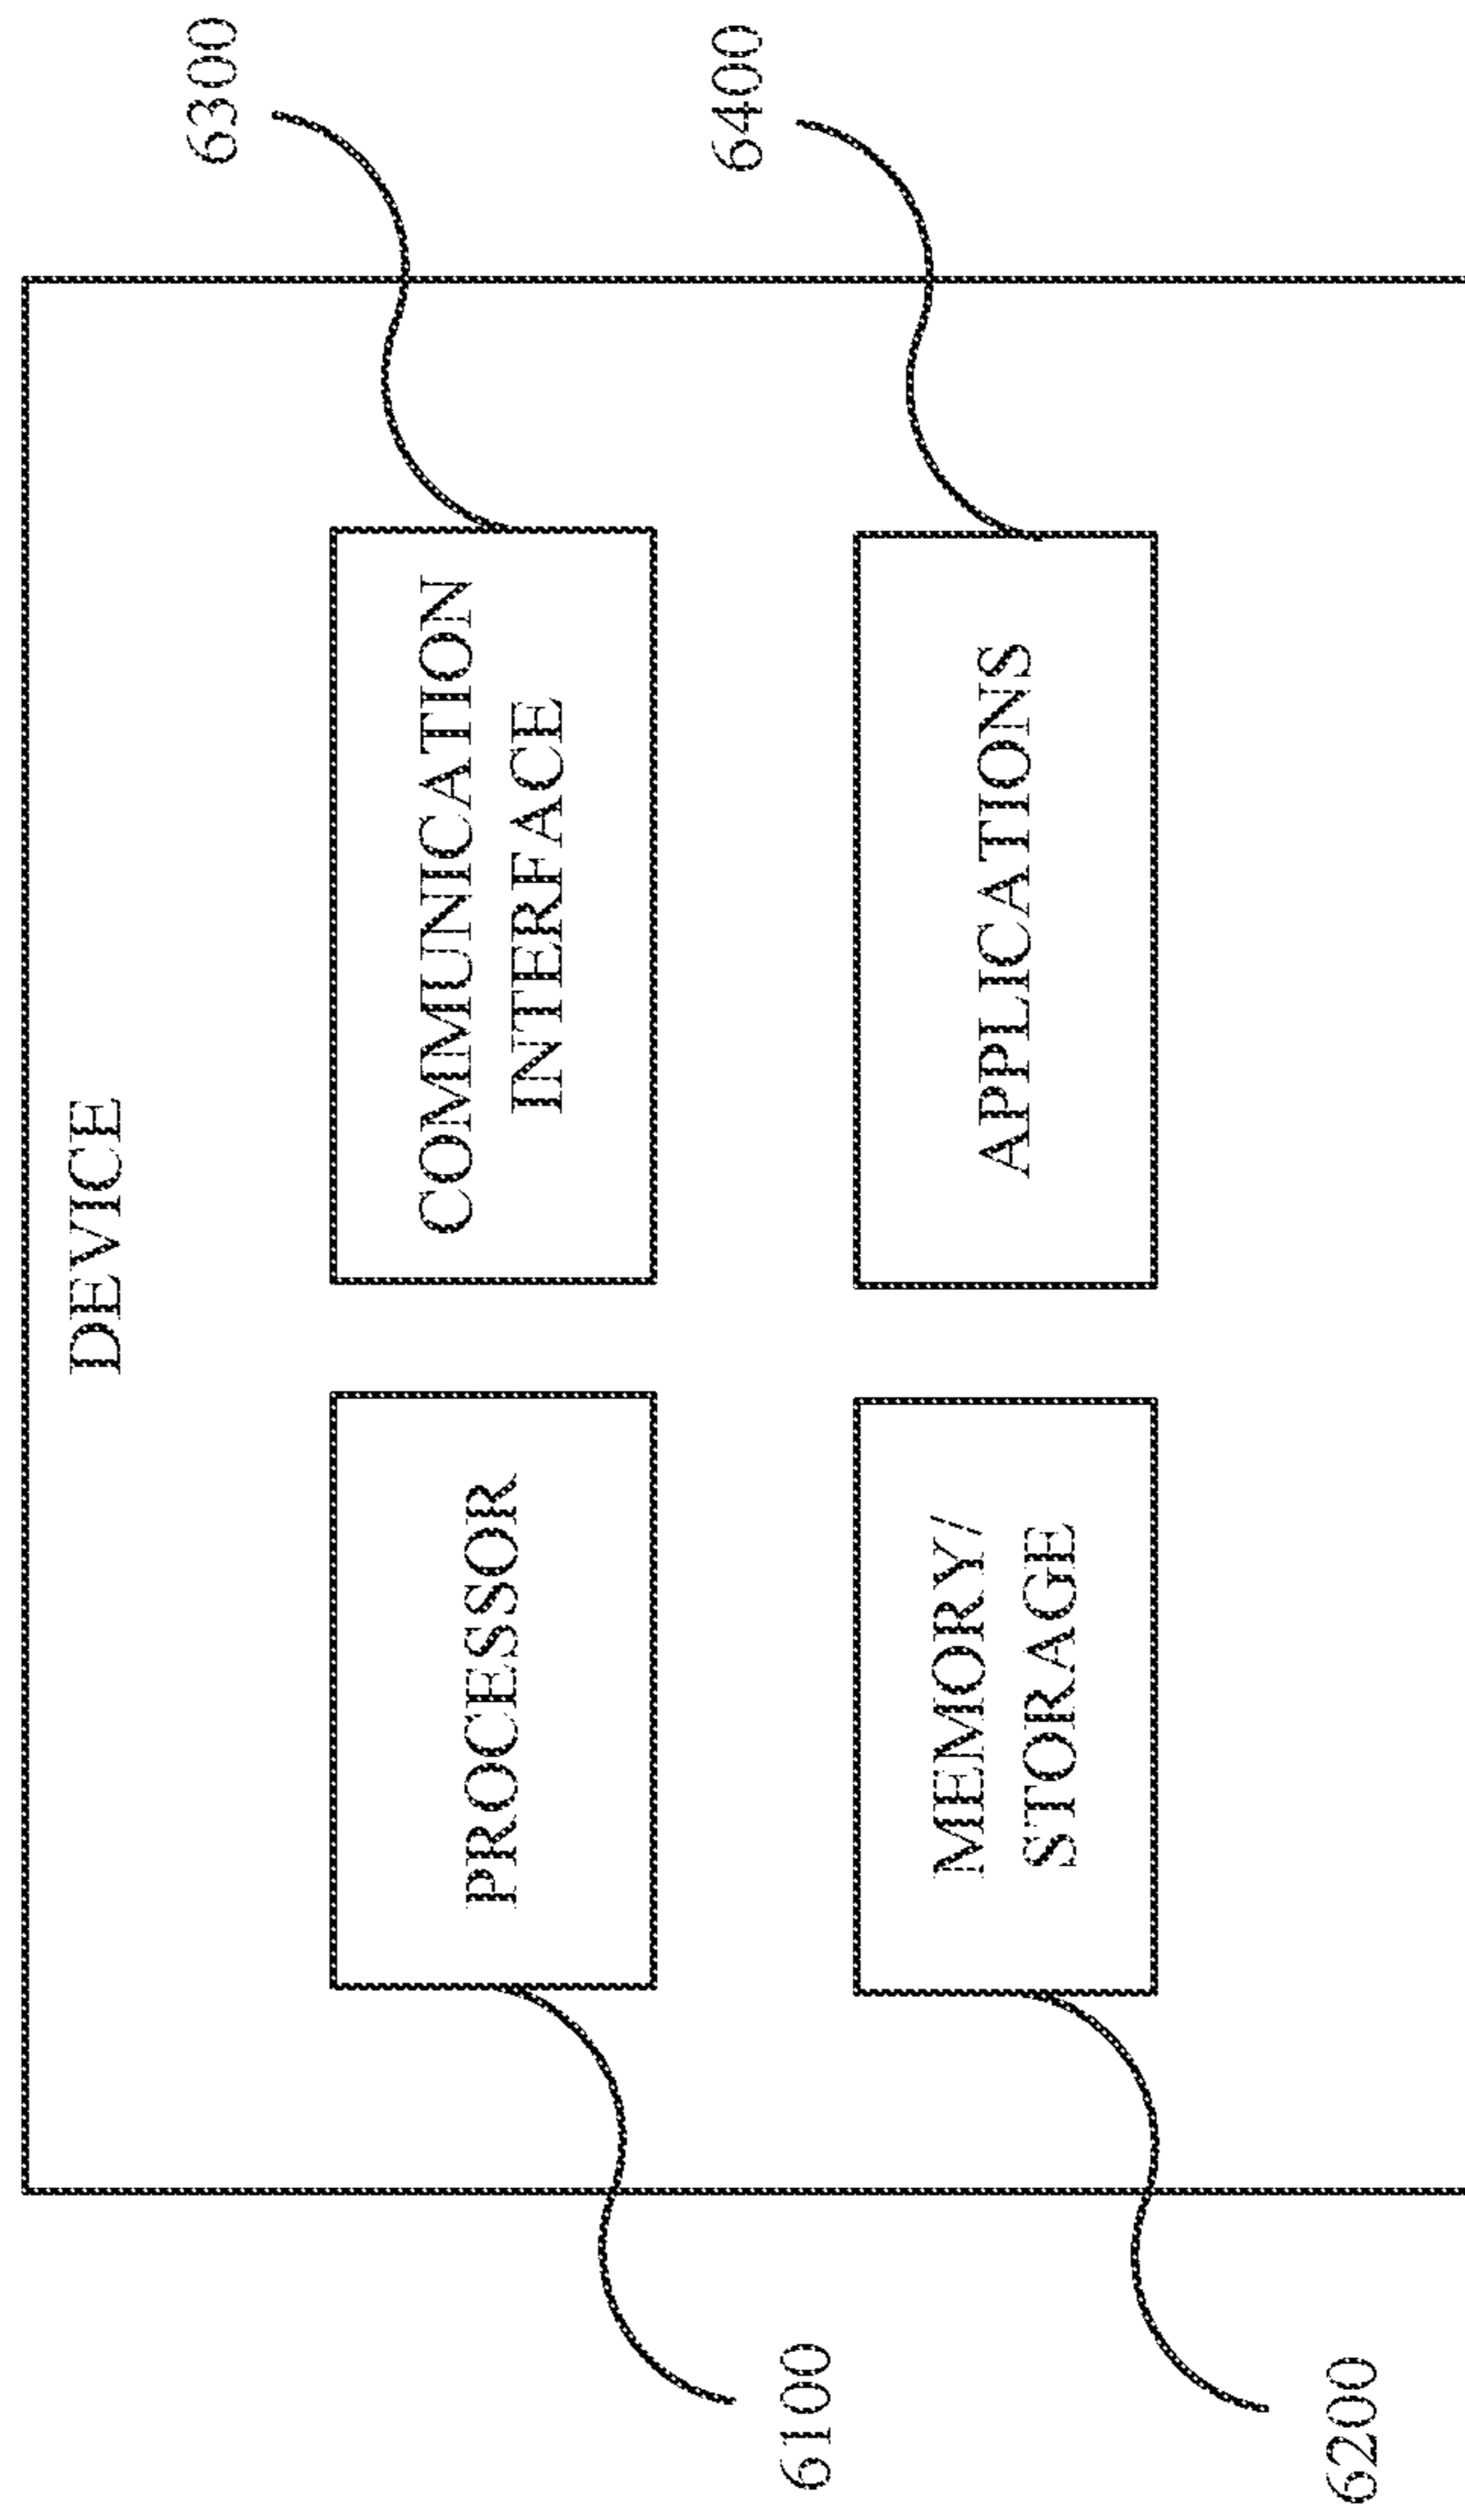 DEVICE
6300
6100
PROCESSOR
COMMUNICATION
INTERFACE
6400
6200
MEMORY/
STORAGE
APPLICATIONS